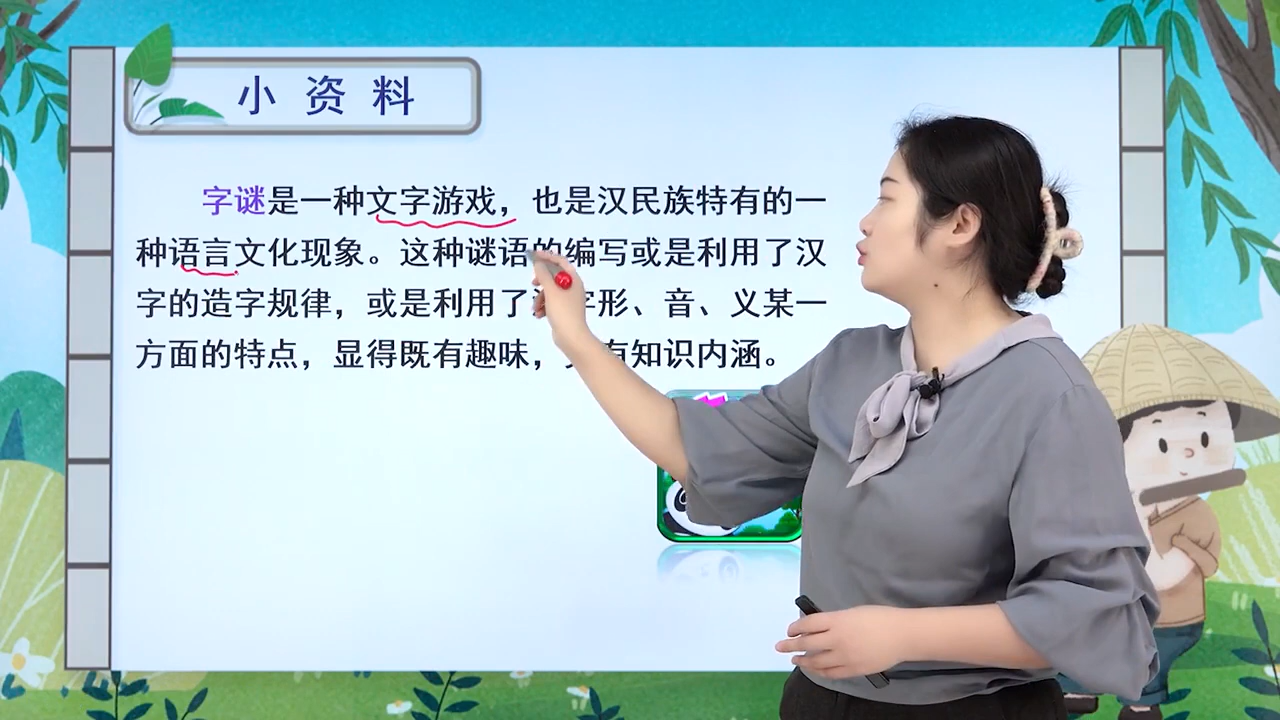 小资料
字谜是一种文字游戏，也是汉民族特有的一
种语言文化现象。这种谜语的编写或是利用了汉
字的造字规律，或是利用了 字形、音、义某一
方面的特点，显得既有趣味， 有知识内涵。